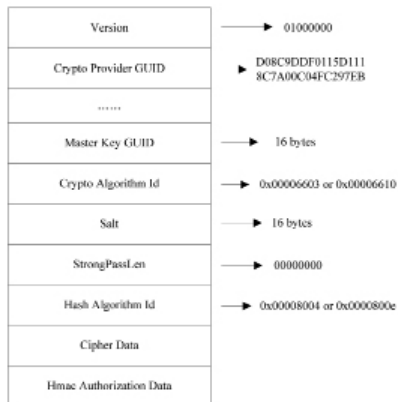 Version
01000000
Crypto Provider GUID
D08C9DDF0115D111
8C7A00C04FC297EB
......
Master Key GUID
16 bytes
Crypto Algorithm Id
0x00006603 or 0x00006610
Salt
16 bytes
StrongPassLen
00000000
Hash Algorithm Id
0x00008004 or 0x0000800e
Cipher Data
Hmac Authorization Data